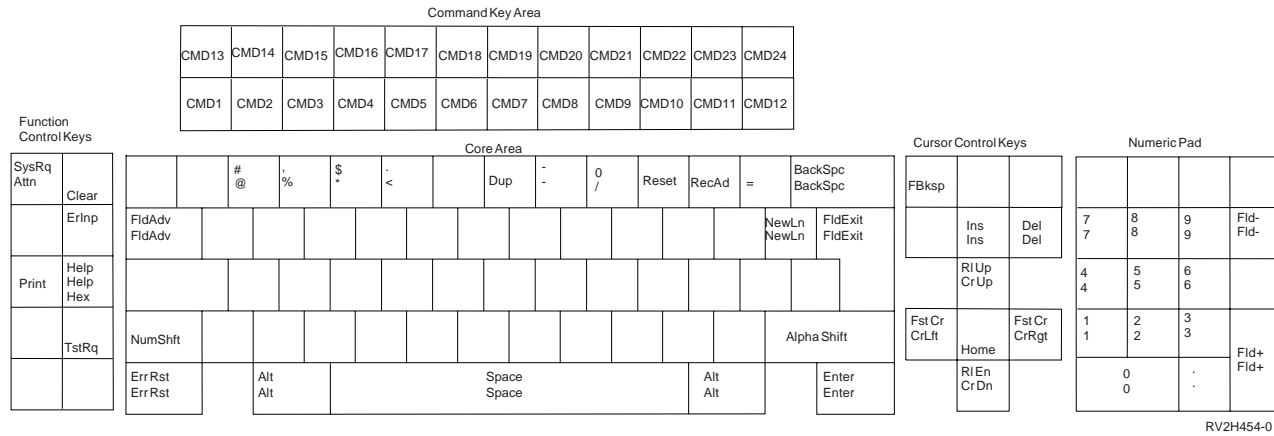 Command Key Area
CMD13 CMD14 CMD15 CMD16 CMD17 CMD18 CMD19 CMD20 CMD21 CMD22 CMD23 CMD24
CMD1 CMD2 CMD3 CMD4 CMD5 CMD6 CMD7 CMD8 CMD9 CMD10 CMD11 CMD12
Function
Control Keys
SysRq
Attn
Clear
ErInp
Print
Help
Help
Hex
TstRq
Core Area
#
@
,
%
$
*
.
<
Dup
-
-
0
/
Reset
RecAd
=
BackSpc
BackSpc
FldAdv
FldAdv
NewLn
NewLn
FldExit
FldExit
NumShft
Alpha Shift
Err Rst
Err Rst
Alt
Alt
Space
Space
Alt
Alt
Enter
Enter
Cursor Control Keys
FBksp
Ins
Ins
Del
Del
Rl Up
Cr Up
Fst Cr
CrLft
Home
Fst Cr
CrRgt
Rl En
Cr Dn
Numeric Pad
7
7
8
8
9
9
Fld-
Fld-
4
4
5
5
6
6
1
1
2
2
3
3
Fld+
Fld+
0
0
.
.
RV2H454-0